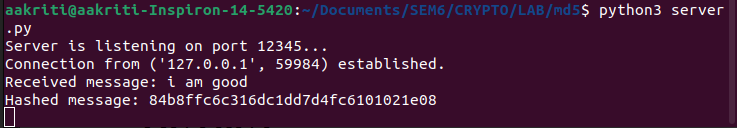 aakriti@aakriti-Inspiron-14-5420:~/Documents/SEM6/CRYPTO/LAB/md5$ python3 server
.py
Server is listening on port 12345...
Connection from ('127.0.0.1', 59984) established.
Received message: i am good
Hashed message: 84b8ffc6c316dc1dd7d4fc6101021e08